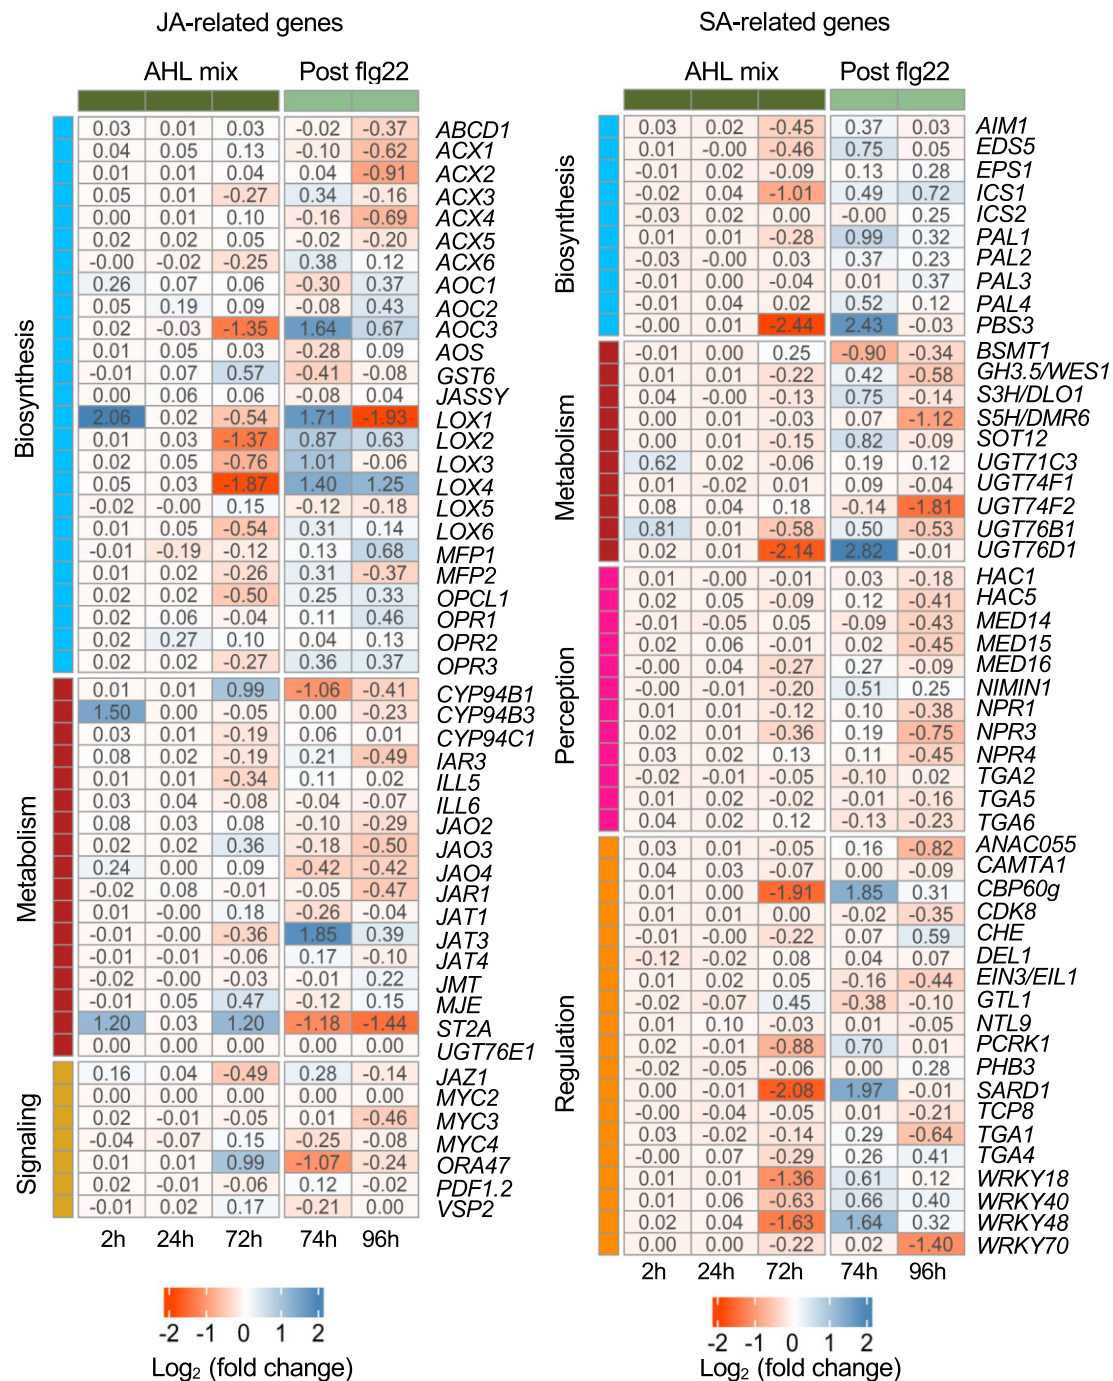 JA-related genes
AHL mix Post flg22
Biosynthesis
0.03 0.01 0.03 -0.02 -0.37 ABCD1
0.04 0.05 0.13 -0.10 -0.62 ACX1
0.01 0.01 0.04 0.04 -0.91 ACX2
0.05 0.01 -0.27 0.34 -0.16 ACX3
0.00 0.01 0.10 -0.16 -0.69 ACX4
0.02 0.02 0.05 -0.02 -0.20 ACX5
-0.00 -0.02 -0.25 0.38 0.12 ACX6
0.26 0.07 0.06 -0.30 0.37 AOC1
0.05 0.19 0.09 -0.08 0.43 AOC2
0.02 -0.03 -1.35 1.64 0.67 AOC3
0.01 0.05 0.03 -0.28 0.09 AOS
-0.01 0.07 0.57 -0.41 -0.08 GST6
0.00 0.06 0.06 -0.08 0.04 JASSY
2.06 0.02 -0.54 1.71 -1.93 LOX1
0.01 0.03 -1.37 0.87 0.63 LOX2
0.02 0.05 -0.76 1.01 -0.06 LOX3
0.05 0.03 -1.87 1.40 1.25 LOX4
-0.02 -0.00 0.15 -0.12 -0.18 LOX5
0.01 0.05 -0.54 0.31 0.14 LOX6
-0.01 -0.19 -0.12 0.13 0.68 MFP1
0.01 0.02 -0.26 0.31 -0.37 MFP2
0.02 0.02 -0.50 0.25 0.33 OPCL1
0.02 0.06 -0.04 0.11 0.46 OPR1
0.02 0.27 0.10 0.04 0.13 OPR2
0.02 0.02 -0.27 0.36 0.37 OPR3
Metabolism
0.01 0.01 0.99 -1.06 -0.41 CYP94B1
1.50 0.00 -0.05 0.00 -0.23 CYP94B3
0.03 0.01 -0.19 0.06 0.01 CYP94C1
0.08 0.02 -0.19 0.21 -0.49 IAR3
0.01 0.01 -0.34 0.11 0.02 ILL5
0.03 0.04 -0.08 -0.04 -0.07 ILL6
0.08 0.03 0.08 -0.10 -0.29 JAO2
0.02 0.02 0.36 -0.18 -0.50 JAO3
0.24 0.00 0.09 -0.42 -0.42 JAO4
-0.02 0.08 -0.01 -0.05 -0.47 JAR1
0.01 -0.00 0.18 -0.26 -0.04 JAT1
-0.01 -0.00 -0.36 1.85 0.39 JAT3
-0.01 -0.01 -0.06 0.17 -0.10 JAT4
-0.02 -0.00 -0.03 -0.01 0.22 JMT
-0.01 0.05 0.47 -0.12 0.15 MJE
1.20 0.03 1.20 -1.18 -1.44 ST2A
0.00 0.00 0.00 0.00 0.00 UGT76E1
Signaling
0.16 0.04 -0.49 0.28 -0.14 JAZ1
0.00 0.00 0.00 0.00 0.00 MYC2
0.02 -0.01 -0.05 0.01 -0.46 MYC3
-0.04 -0.07 0.15 -0.25 -0.08 MYC4
0.01 0.01 0.99 -1.07 -0.24 ORA47
0.02 -0.01 -0.06 0.12 -0.02 PDF1.2
-0.01 0.02 0.17 -0.21 0.00 VSP2
2h 24h 72h 74h 96h
-2 -1 0 1 2
Log₂ (fold change)
SA-related genes
AHL mix Post flg22
Biosynthesis
0.03 0.02 -0.45 0.37 0.03 AIM1
0.01 -0.00 -0.46 0.75 0.05 EDS5
-0.01 0.02 -0.09 0.13 0.28 EPS1
-0.02 0.04 -1.01 0.49 0.72 ICS1
-0.03 0.02 0.00 -0.00 0.25 ICS2
0.01 0.01 -0.28 0.99 0.32 PAL1
-0.03 -0.00 0.03 0.37 0.23 PAL2
-0.01 0.00 -0.04 0.01 0.37 PAL3
-0.01 0.04 0.02 0.52 0.12 PAL4
-0.00 0.01 -2.44 2.43 -0.03 PBS3
Metabolism
-0.01 0.00 0.25 -0.90 -0.34 BSMT1
0.01 0.01 -0.22 0.42 -0.58 GH3.5/WES1
0.04 -0.00 -0.13 0.75 -0.14 S3H/DLO1
0.00 0.01 -0.03 0.07 -1.12 S5H/DMR6
0.00 0.01 -0.15 0.82 -0.09 SOT12
0.62 0.02 -0.06 0.19 0.12 UGT71C3
0.01 -0.02 0.01 0.09 -0.04 UGT74F1
0.08 0.04 0.18 -0.14 -1.81 UGT74F2
0.81 0.01 -0.58 0.50 -0.53 UGT76B1
0.02 0.01 -2.14 2.82 -0.01 UGT76D1
Perception
0.01 -0.00 -0.01 0.03 -0.18 HAC1
0.02 0.05 -0.09 0.12 -0.41 HAC5
-0.01 -0.05 0.05 -0.09 -0.43 MED14
0.02 0.06 -0.01 0.02 -0.45 MED15
-0.00 0.04 -0.27 0.27 -0.09 MED16
-0.00 -0.01 -0.20 0.51 0.25 NIMIN1
0.01 0.01 -0.12 0.10 -0.38 NPR1
0.02 0.01 -0.36 0.19 -0.75 NPR3
0.03 0.02 0.13 0.11 -0.45 NPR4
-0.02 -0.01 -0.05 -0.10 0.02 TGA2
0.01 0.02 -0.02 -0.01 -0.16 TGA5
0.04 0.02 0.12 -0.13 -0.23 TGA6
Regulation
0.03 0.01 -0.05 0.16 -0.82 ANAC055
0.04 0.03 -0.07 0.00 -0.09 CAMTA1
0.01 0.00 -1.91 1.85 0.31 CBP60g
0.01 0.01 0.00 -0.02 -0.35 CDK8
-0.01 -0.00 -0.22 0.07 0.59 CHE
-0.12 -0.02 0.08 0.04 0.07 DEL1
0.01 0.02 0.05 -0.16 -0.44 EIN3/EIL1
-0.02 -0.07 0.45 -0.38 -0.10 GTL1
0.01 0.10 -0.03 0.01 -0.05 NTL9
0.02 -0.01 -0.88 0.70 0.01 PCRK1
-0.02 -0.05 -0.06 0.00 0.28 PHB3
0.00 -0.01 -2.08 1.97 -0.01 SARD1
-0.00 -0.04 -0.05 0.01 -0.21 TCP8
0.03 -0.02 -0.14 0.29 -0.64 TGA1
-0.00 0.07 -0.29 0.26 0.41 TGA4
0.01 0.01 -1.36 0.61 0.12 WRKY18
0.01 0.06 -0.63 0.66 0.40 WRKY40
0.02 0.04 -1.63 1.64 0.32 WRKY48
0.00 0.00 -0.22 0.02 -1.40 WRKY70
2h 24h 72h 74h 96h
-2 -1 0 1 2
Log₂ (fold change)